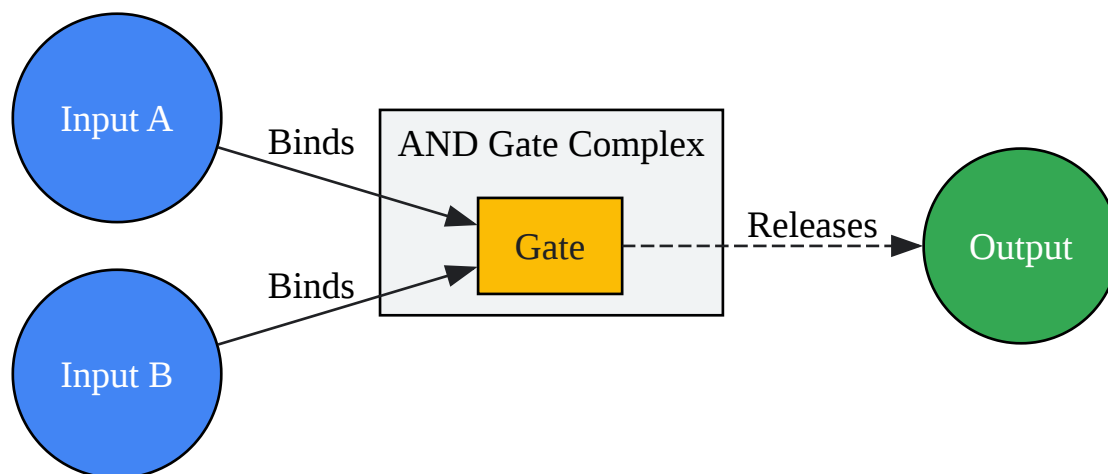 Input A
Binds
AND Gate Complex
Gate
Releases
Output
Binds
Input B